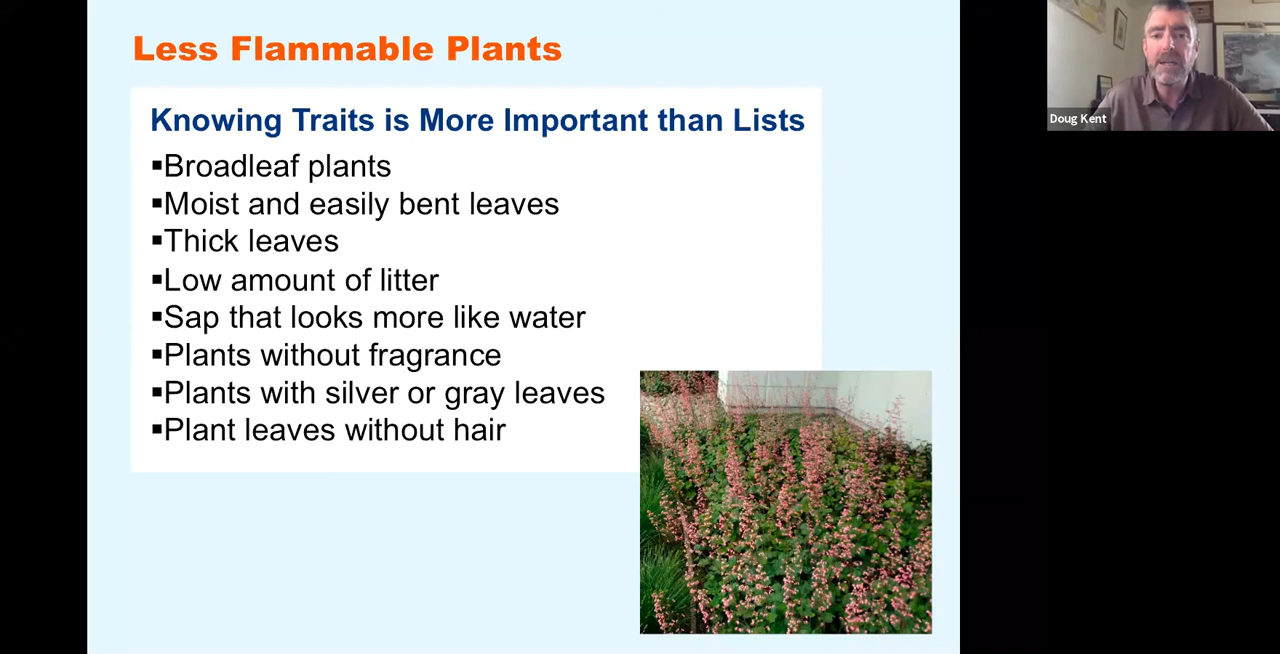 Less Flammable Plants
Knowing Traits is More Important than Lists
▪Broadleaf plants
▪Moist and easily bent leaves
▪Thick leaves
▪Low amount of litter
▪Sap that looks more like water
▪Plants without fragrance
▪Plants with silver or gray leaves
▪Plant leaves without hair
Doug Kent